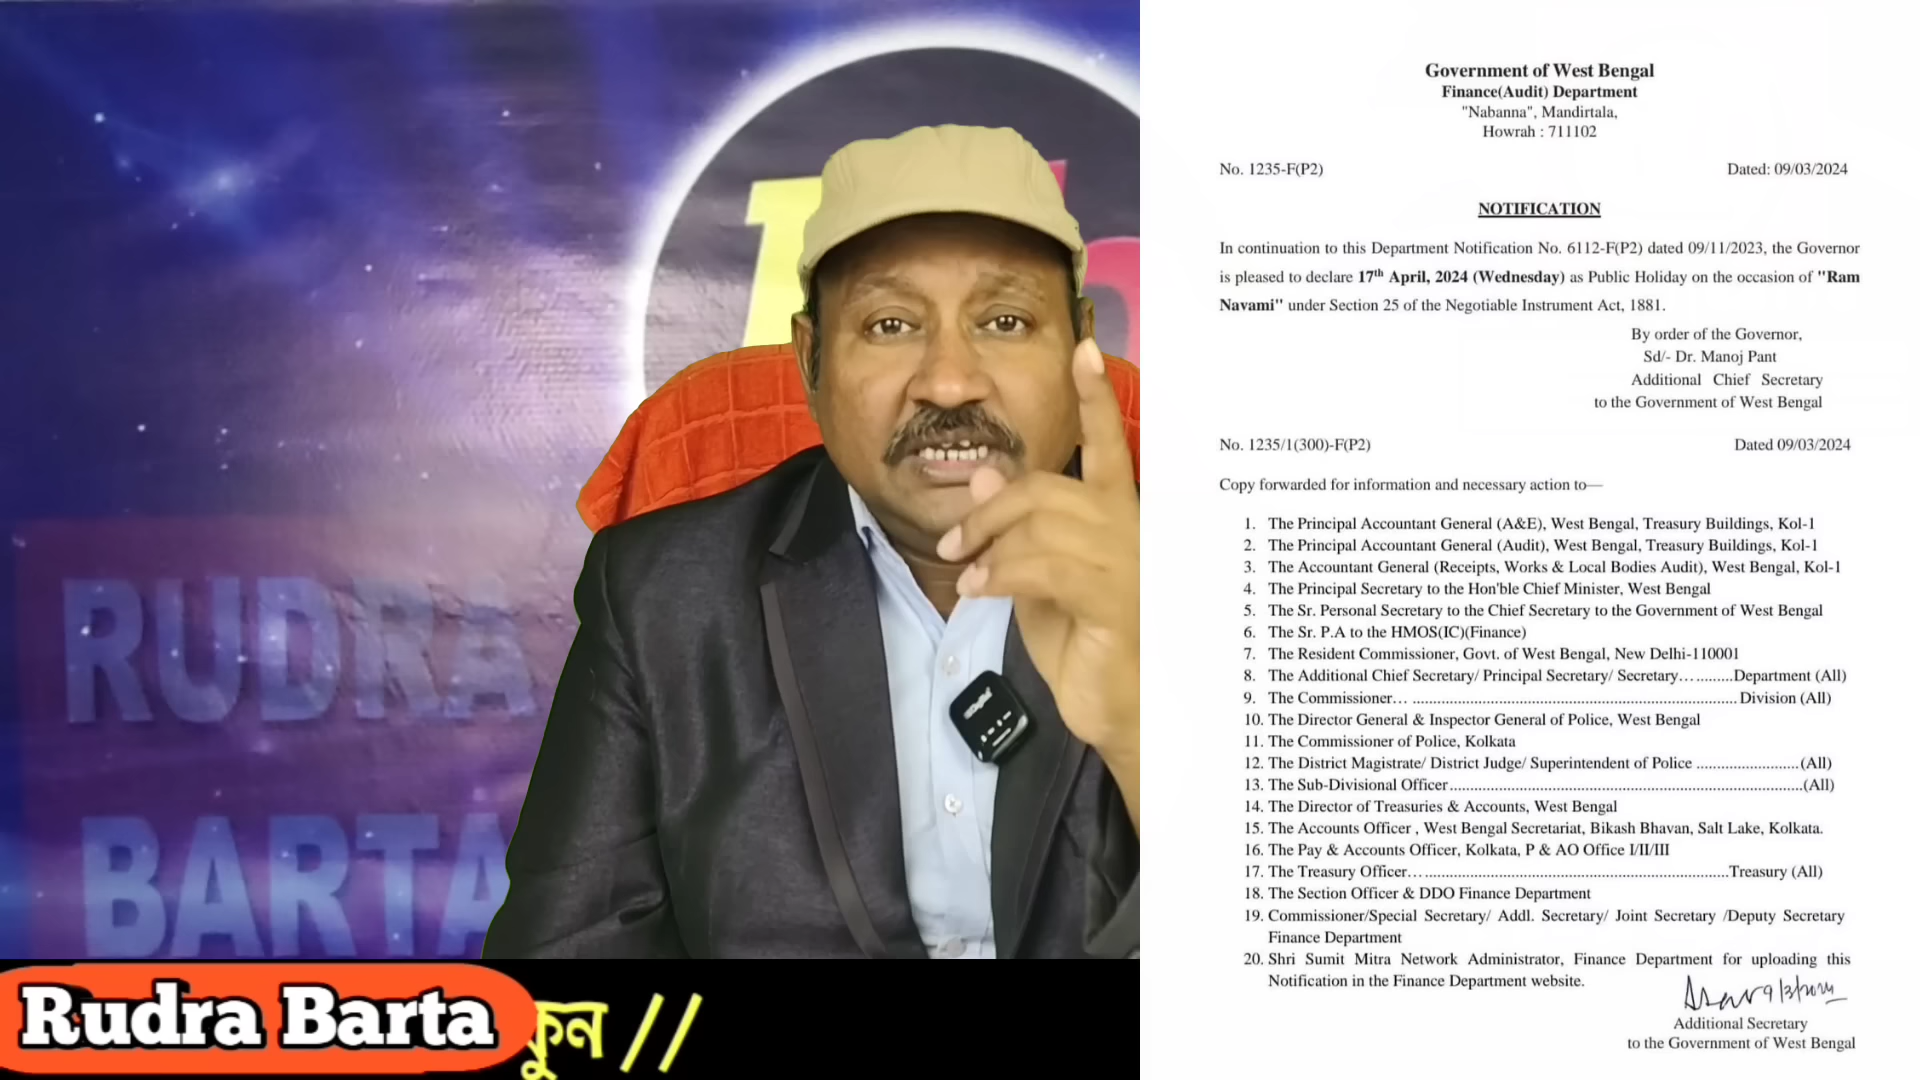 RUDRA
BARTA
Rudra Barta
//
Government of West Bengal
Finance(Audit) Department
"Nabanna", Mandirtala,
Howrah : 711102
No. 1235-F(P2) Dated: 09/03/2024
NOTIFICATION
In continuation to this Department Notification No. 6112-F(P2) dated 09/11/2023, the Governor
is pleased to declare 17th April, 2024 (Wednesday) as Public Holiday on the occasion of "Ram
Navami" under Section 25 of the Negotiable Instrument Act, 1881.
By order of the Governor,
Sd/- Dr. Manoj Pant
Additional Chief Secretary
to the Government of West Bengal
No. 1235/1(300)-F(P2) Dated 09/03/2024
Copy forwarded for information and necessary action to—
1. The Principal Accountant General (A&E), West Bengal, Treasury Buildings, Kol-1
2. The Principal Accountant General (Audit), West Bengal, Treasury Buildings, Kol-1
3. The Accountant General (Receipts, Works & Local Bodies Audit), West Bengal, Kol-1
4. The Principal Secretary to the Hon'ble Chief Minister, West Bengal
5. The Sr. Personal Secretary to the Chief Secretary to the Government of West Bengal
6. The Sr. P.A to the HMOS(IC)(Finance)
7. The Resident Commissioner, Govt. of West Bengal, New Delhi-110001
8. The Additional Chief Secretary/ Principal Secretary/ Secretary….........Department (All)
9. The Commissioner… .......................................................................... Division (All)
10. The Director General & Inspector General of Police, West Bengal
11. The Commissioner of Police, Kolkata
12. The District Magistrate/ District Judge/ Superintendent of Police ........................(All)
13. The Sub-Divisional Officer..................................................................................(All)
14. The Director of Treasuries & Accounts, West Bengal
15. The Accounts Officer , West Bengal Secretariat, Bikash Bhavan, Salt Lake, Kolkata.
16. The Pay & Accounts Officer, Kolkata, P & AO Office I/II/III
17. The Treasury Officer… ......................................................................Treasury (All)
18. The Section Officer & DDO Finance Department
19. Commissioner/Special Secretary/ Addl. Secretary/ Joint Secretary /Deputy Secretary
Finance Department
20. Shri Sumit Mitra Network Administrator, Finance Department for uploading this
Notification in the Finance Department website.
Additional Secretary
to the Government of West Bengal